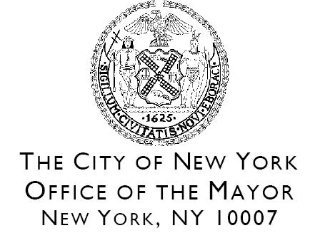 SIGILLUM·CIVITATIS·NOVI·EBORACI
·1625·
THE CITY OF NEW YORK
OFFICE OF THE MAYOR
NEW YORK, NY 10007